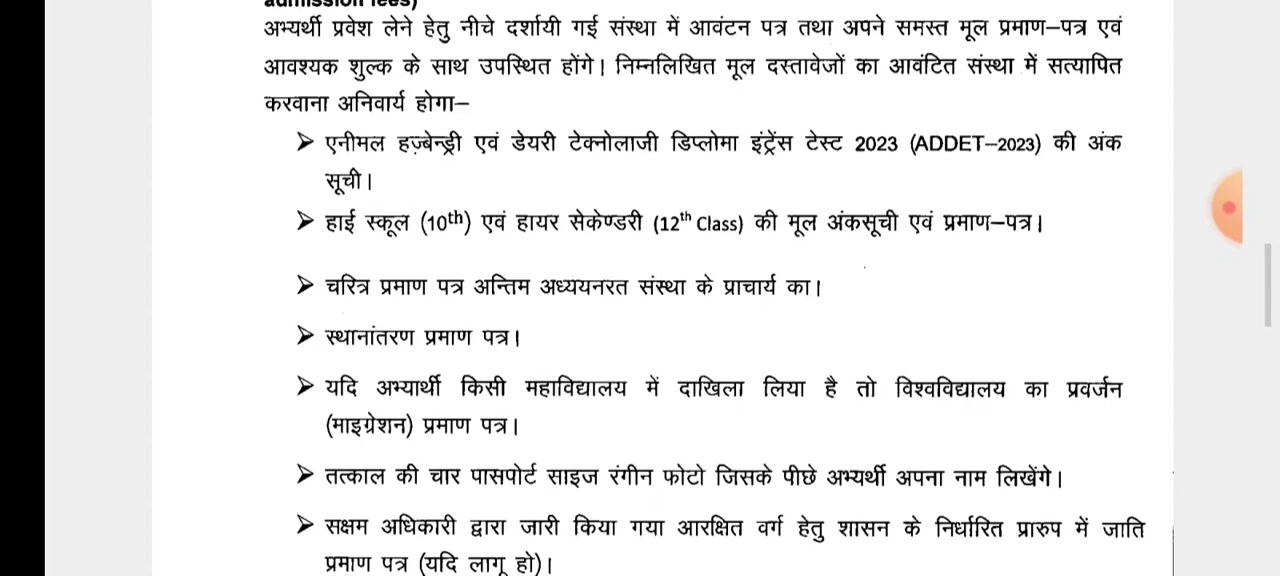 admission fees)
अभ्यर्थी प्रवेश लेने हेतु नीचे दर्शायी गई संस्था में आवंटन पत्र तथा अपने समस्त मूल प्रमाण–पत्र एवं
आवश्यक शुल्क के साथ उपस्थित होंगे। निम्नलिखित मूल दस्तावेजों का आवंटित संस्था में सत्यापित
करवाना अनिवार्य होगा–
➢ एनीमल हज़्बेन्ड्री एवं डेयरी टेक्नोलाजी डिप्लोमा इंट्रेंस टेस्ट 2023 (ADDET–2023) की अंक
सूची।
➢ हाई स्कूल (10th) एवं हायर सेकेण्डरी (12th Class) की मूल अंकसूची एवं प्रमाण–पत्र।
➢ चरित्र प्रमाण पत्र अन्तिम अध्ययनरत संस्था के प्राचार्य का।
➢ स्थानांतरण प्रमाण पत्र।
➢ यदि अभ्यार्थी किसी महाविद्यालय में दाखिला लिया है तो विश्वविद्यालय का प्रवर्जन
(माइग्रेशन) प्रमाण पत्र।
➢ तत्काल की चार पासपोर्ट साइज रंगीन फोटो जिसके पीछे अभ्यर्थी अपना नाम लिखेंगे।
➢ सक्षम अधिकारी द्वारा जारी किया गया आरक्षित वर्ग हेतु शासन के निर्धारित प्रारुप में जाति
प्रमाण पत्र (यदि लागू हो)।